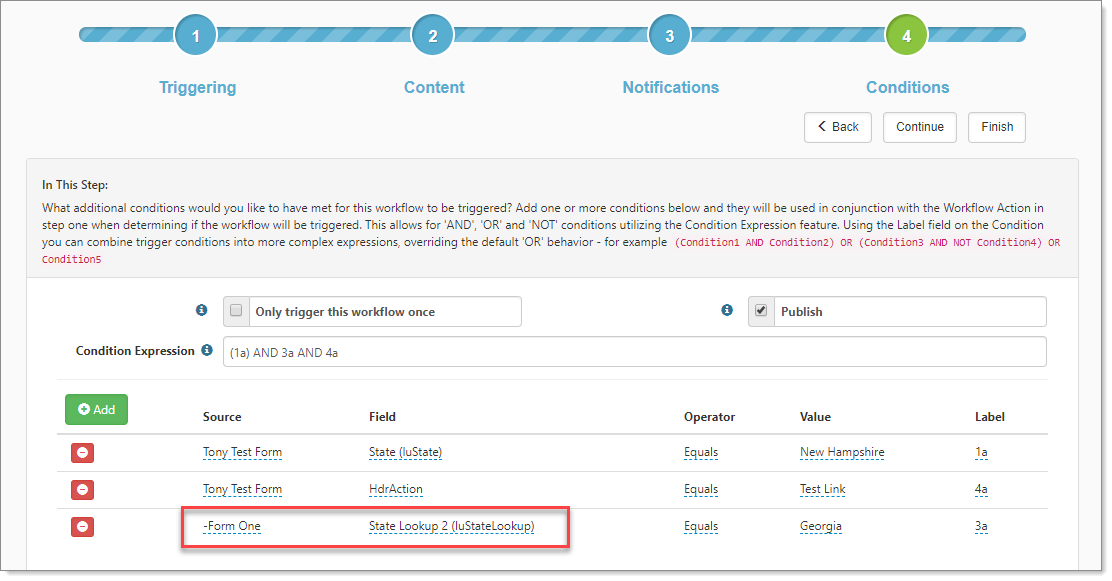 1
2
3
4
Triggering
Content
Notifications
Conditions
Back
Continue
Finish
In This Step:
What additional conditions would you like to have met for this workflow to be triggered? Add one or more conditions below and they will be used in conjunction with the Workflow Action in
step one when determining if the workflow will be triggered. This allows for 'AND', 'OR' and 'NOT' conditions utilizing the Condition Expression feature. Using the Label field on the Condition
you can combine trigger conditions into more complex expressions, overriding the default 'OR' behavior - for example (Condition1 AND Condition2) OR (Condition3 AND NOT Condition4) OR
Condition5
Only trigger this workflow once
Publish
Condition Expression (1a) AND 3a AND 4a
Add
Source Field Operator Value Label
Tony Test Form State (luState) Equals New Hampshire 1a
Tony Test Form HdrAction Equals Test Link 4a
-Form One State Lookup 2 (luStateLookup) Equals Georgia 3a